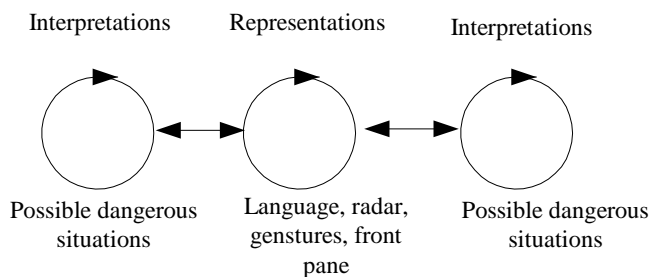 Interpretations
Representations
Interpretations
Possible dangerous
situations
Language, radar,
genstures, front
pane
Possible dangerous
situations